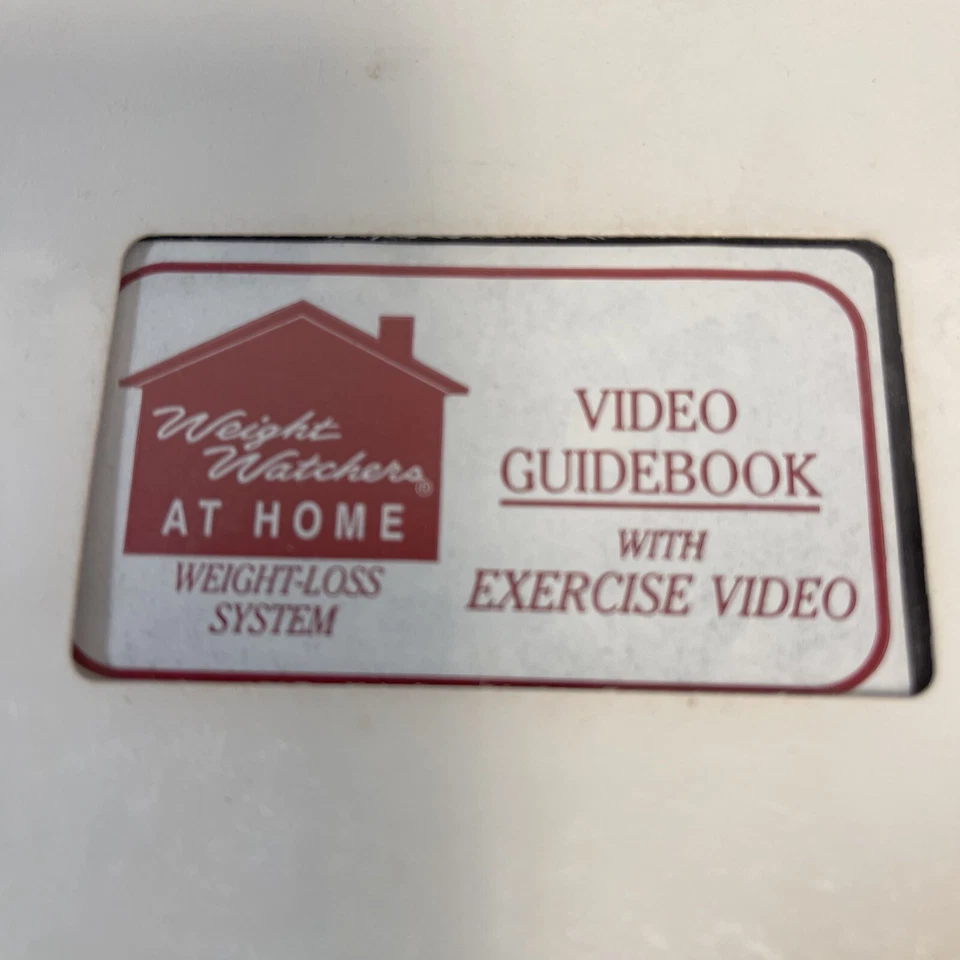 Weight
Watchers®
AT HOME
WEIGHT-LOSS
SYSTEM
VIDEO
GUIDEBOOK
WITH
EXERCISE VIDEO